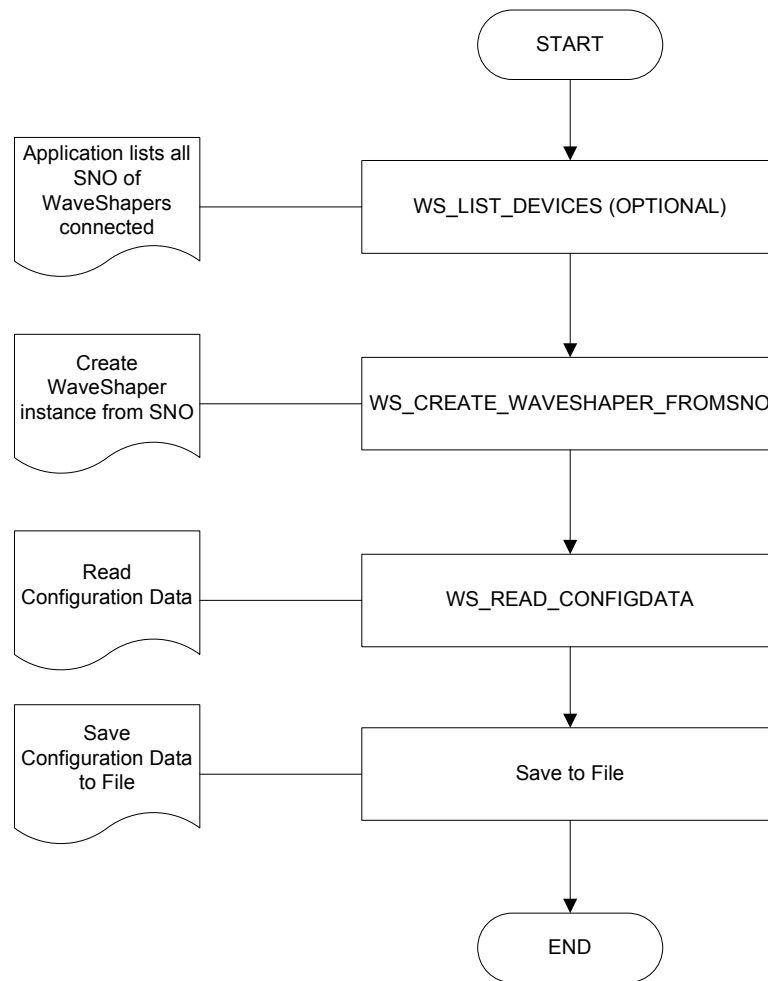 START
Application lists all
SNO of
WaveShapers
connected
WS_LIST_DEVICES (OPTIONAL)
Create
WaveShaper
instance from SNO
WS_CREATE_WAVESHAPER_FROMSNO
Read
Configuration Data
WS_READ_CONFIGDATA
Save
Configuration Data
to File
Save to File
END